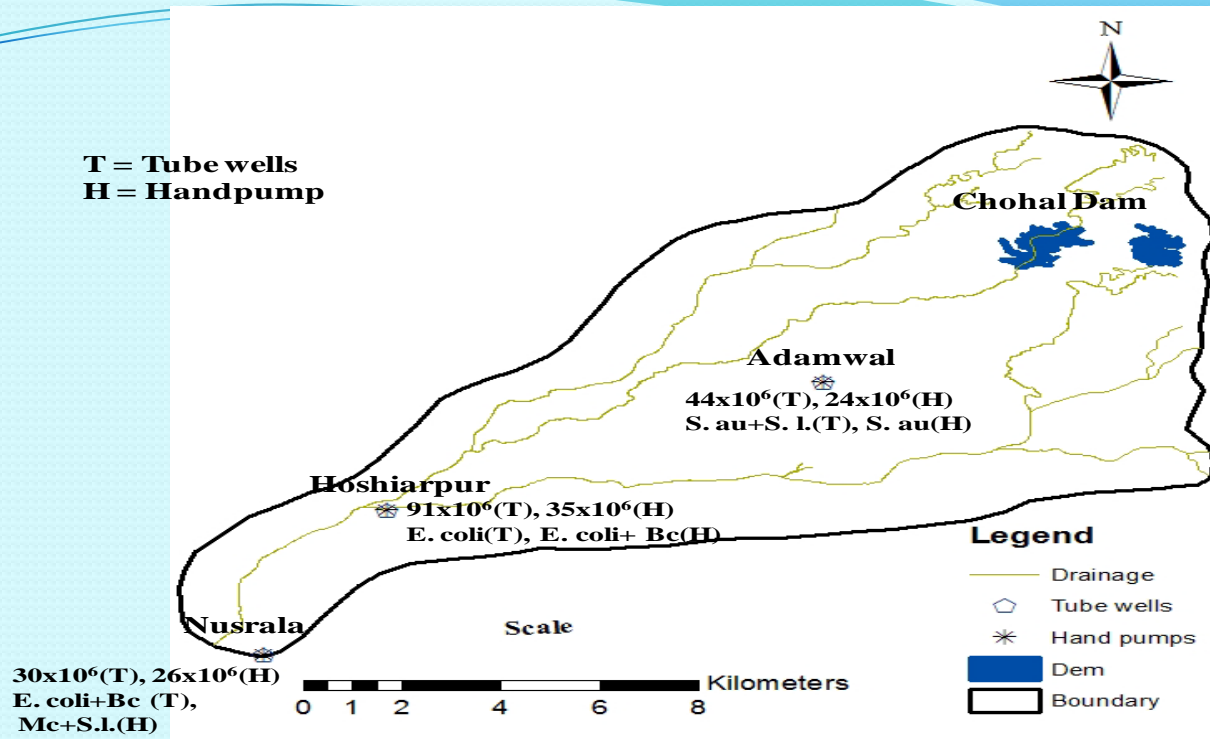 N
T = Tube wells
H = Handpump
Chohal Dam
Adamwal
44x10⁶(T), 24x10⁶(H)
S. au+S. l.(T), S. au(H)
Hoshiarpur
91x10⁶(T), 35x10⁶(H)
E. coli(T), E. coli+ Bc(H)
Nusrala
30x10⁶(T), 26x10⁶(H)
E. coli+Bc (T),
Mc+S.l.(H)
Scale
Kilometers
0 1 2 4 6 8
Legend
Drainage
Tube wells
Hand pumps
Dem
Boundary